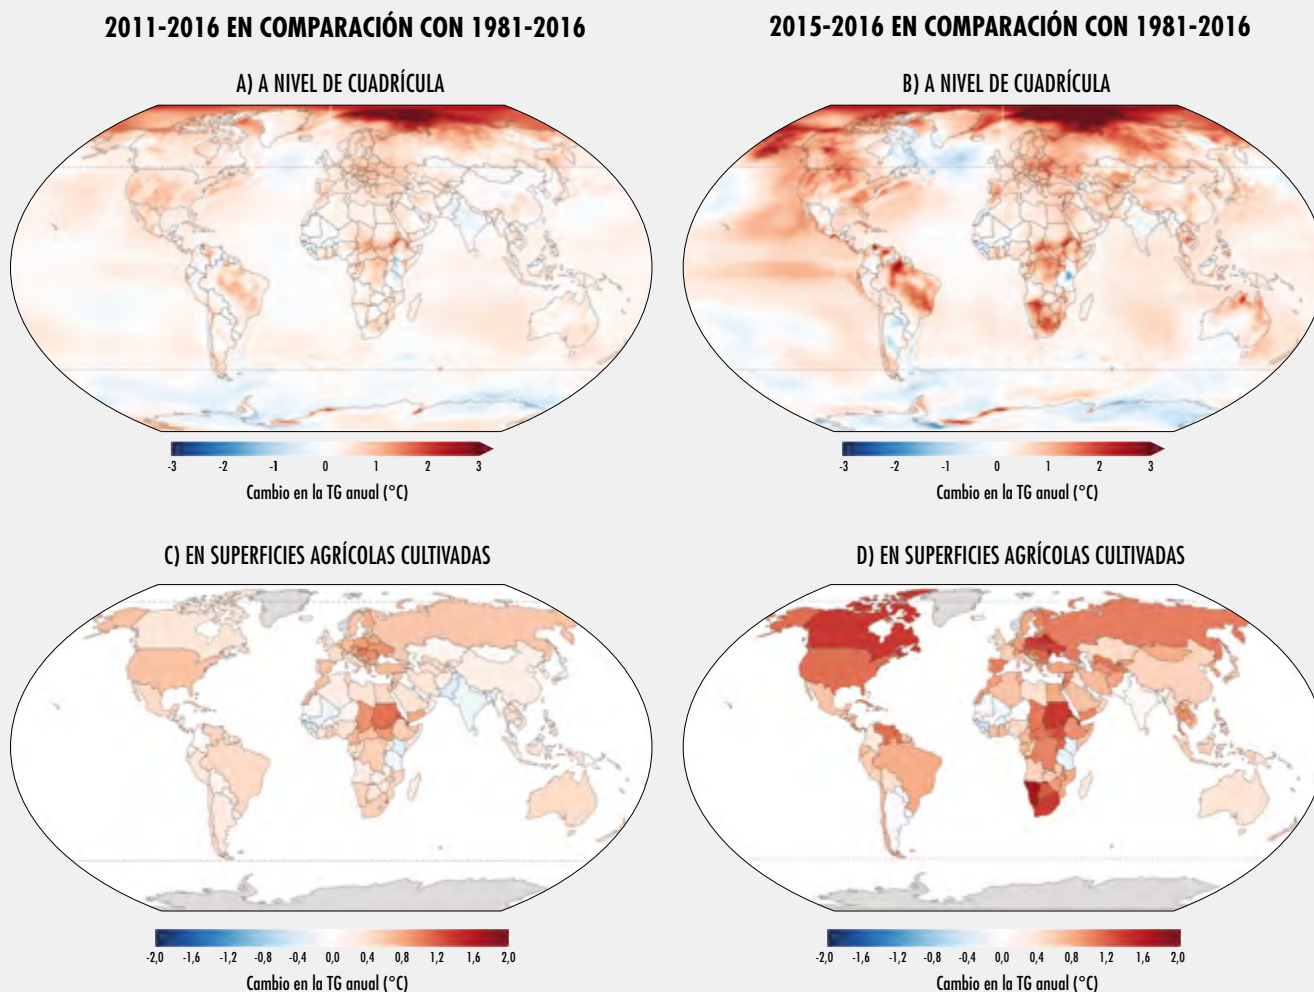 2011-2016 EN COMPARACIÓN CON 1981-2016
2015-2016 EN COMPARACIÓN CON 1981-2016
A) A NIVEL DE CUADRÍCULA
B) A NIVEL DE CUADRÍCULA
-3 -2 -1 0 1 2 3
Cambio en la TG anual (°C)
-3 -2 -1 0 1 2 3
Cambio en la TG anual (°C)
C) EN SUPERFICIES AGRÍCOLAS CULTIVADAS
D) EN SUPERFICIES AGRÍCOLAS CULTIVADAS
-2,0 -1,6 -1,2 -0,8 -0,4 0,0 0,4 0,8 1,2 1,6 2,0
Cambio en la TG anual (°C)
-2,0 -1,6 -1,2 -0,8 -0,4 0,0 0,4 0,8 1,2 1,6 2,0
Cambio en la TG anual (°C)